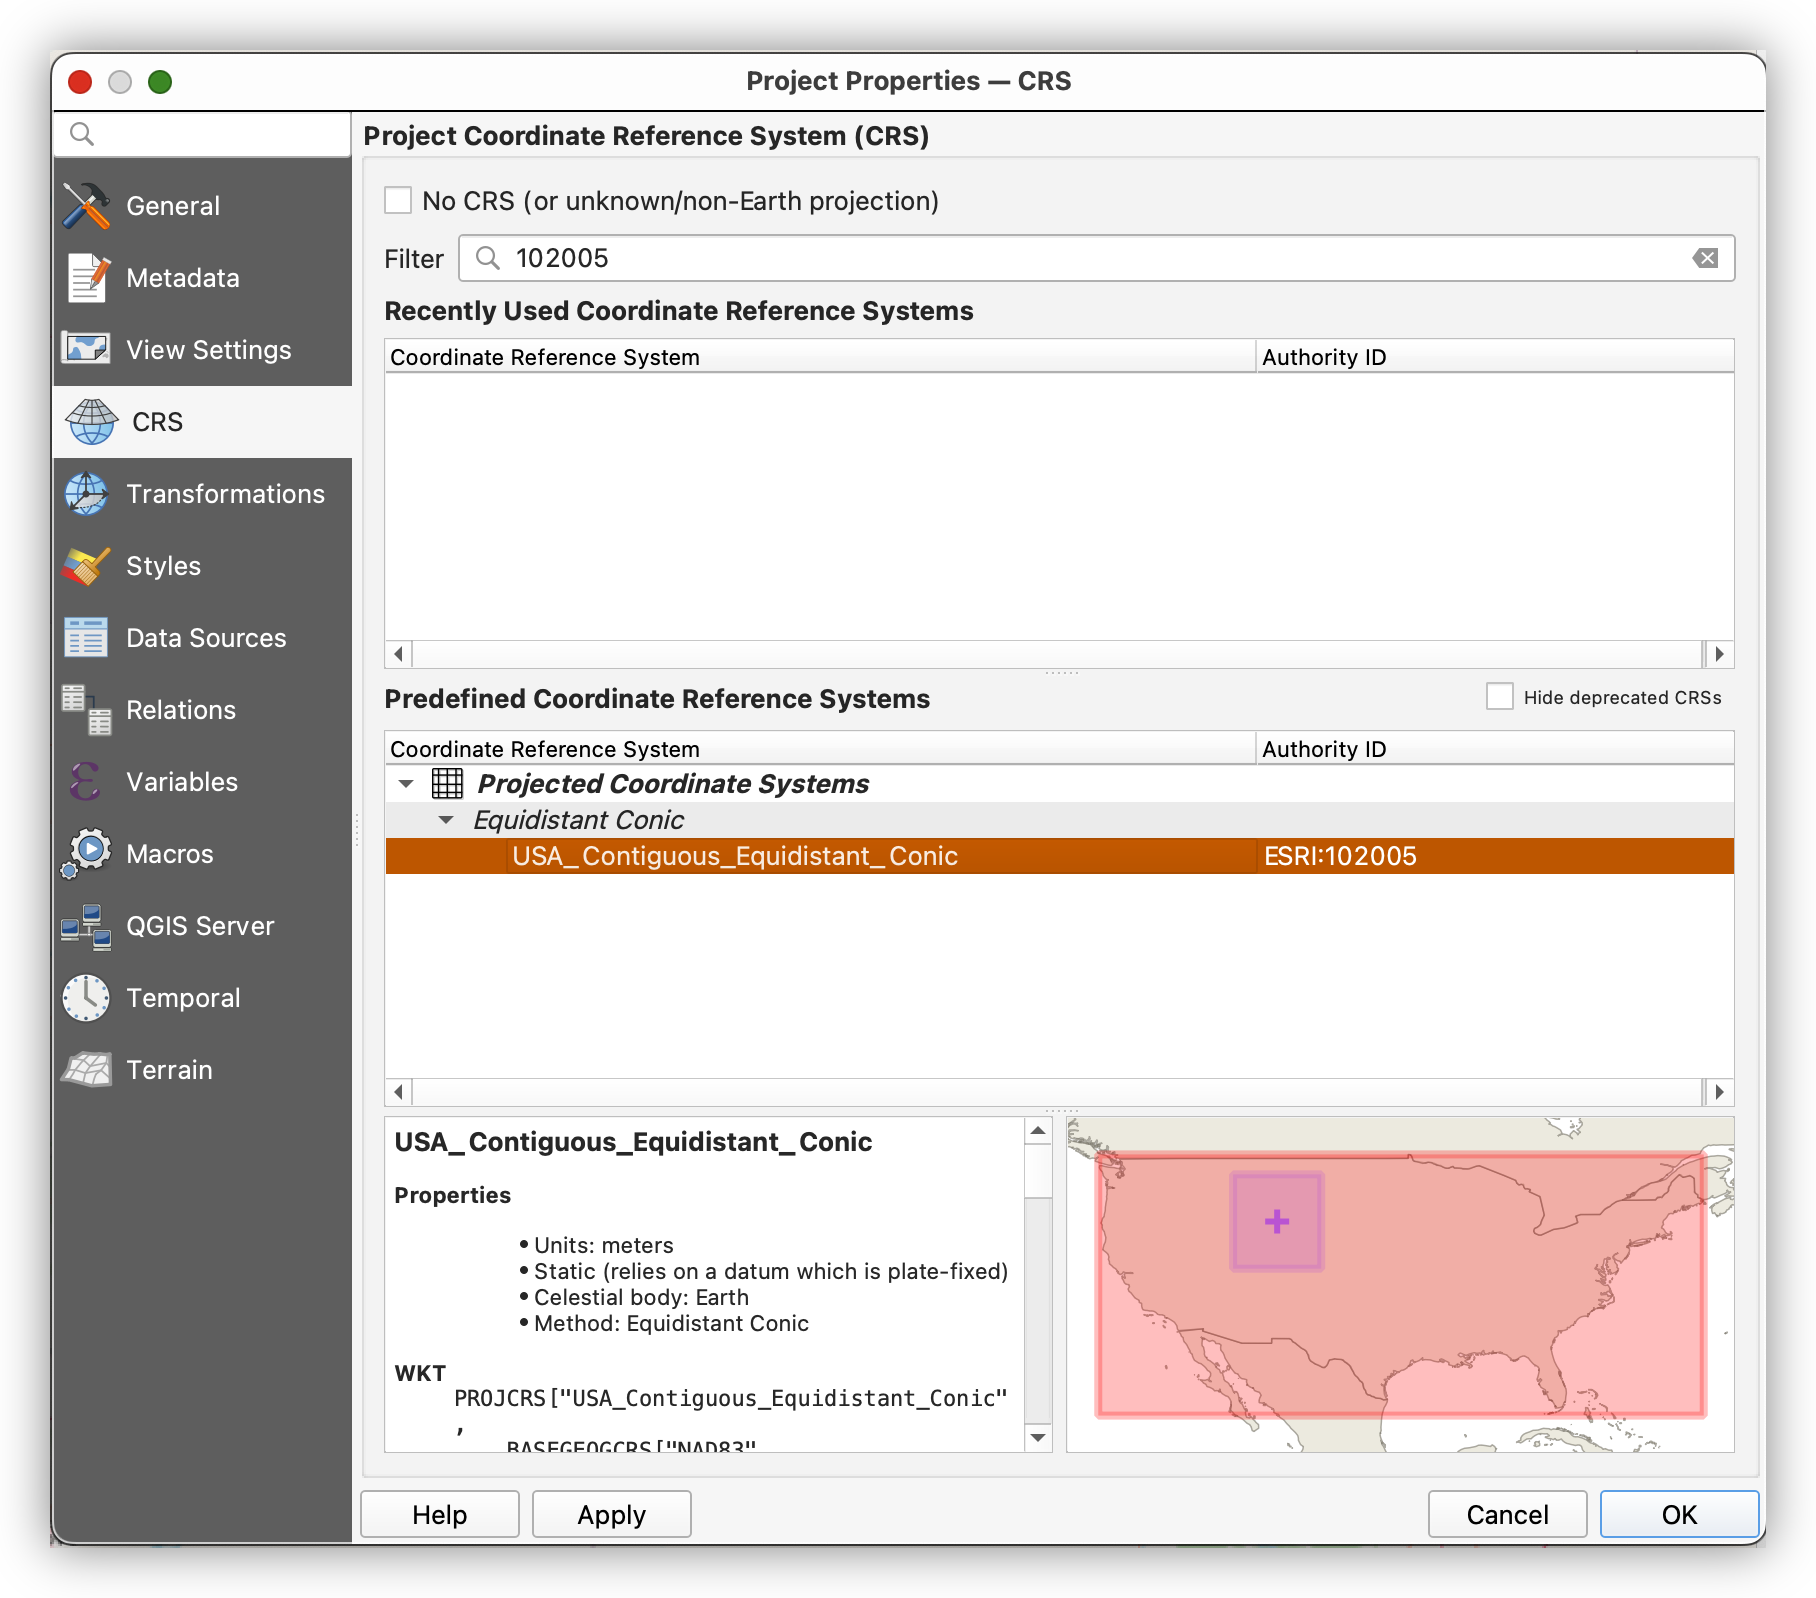 Project Properties — CRS
Project Coordinate Reference System (CRS)
General
Metadata
View Settings
CRS
Transformations
Styles
Data Sources
Relations
Variables
Macros
QGIS Server
Temporal
Terrain
No CRS (or unknown/non-Earth projection)
Filter 102005
Recently Used Coordinate Reference Systems
Coordinate Reference System Authority ID
Predefined Coordinate Reference Systems Hide deprecated CRSs
Coordinate Reference System Authority ID
Projected Coordinate Systems
Equidistant Conic
USA_Contiguous_Equidistant_Conic ESRI:102005
USA_Contiguous_Equidistant_Conic
Properties
• Units: meters
• Static (relies on a datum which is plate-fixed)
• Celestial body: Earth
• Method: Equidistant Conic
WKT
PROJCRS["USA_Contiguous_Equidistant_Conic"
,
BASEGEOGCRS["NAD83"
Help Apply Cancel OK